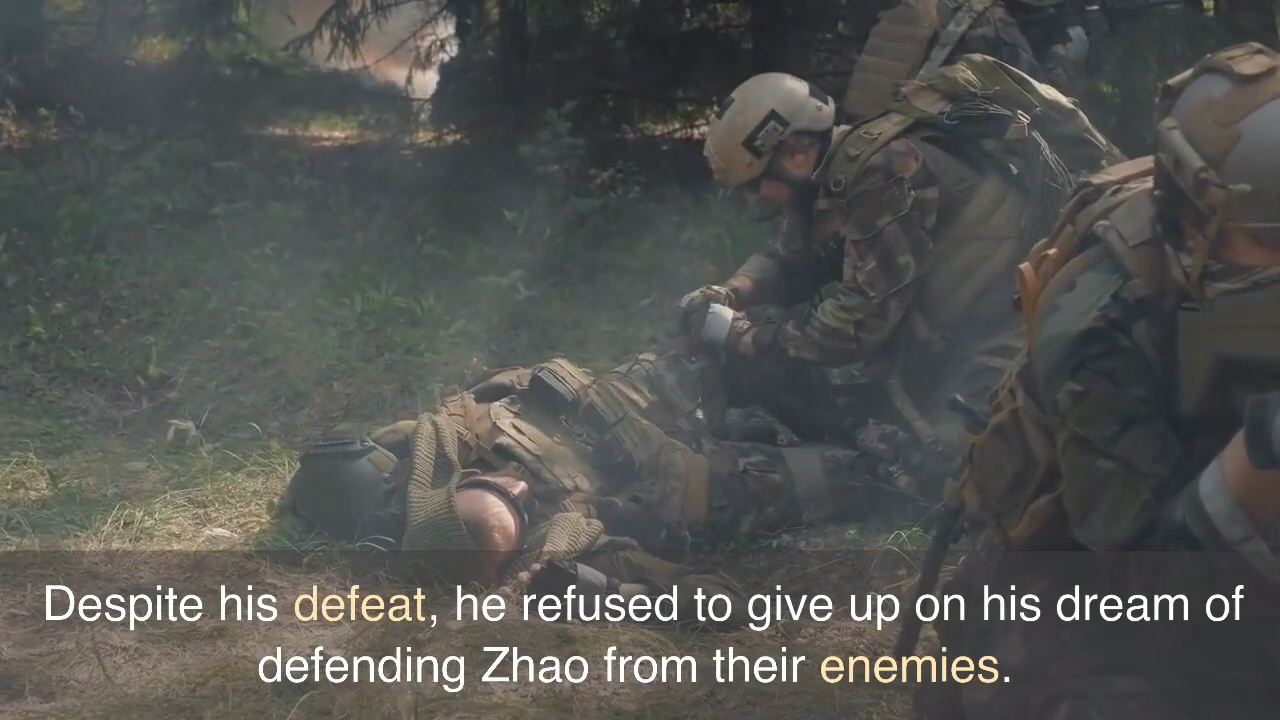 Despite his defeat, he refused to give up on his dream of
defending Zhao from their enemies.